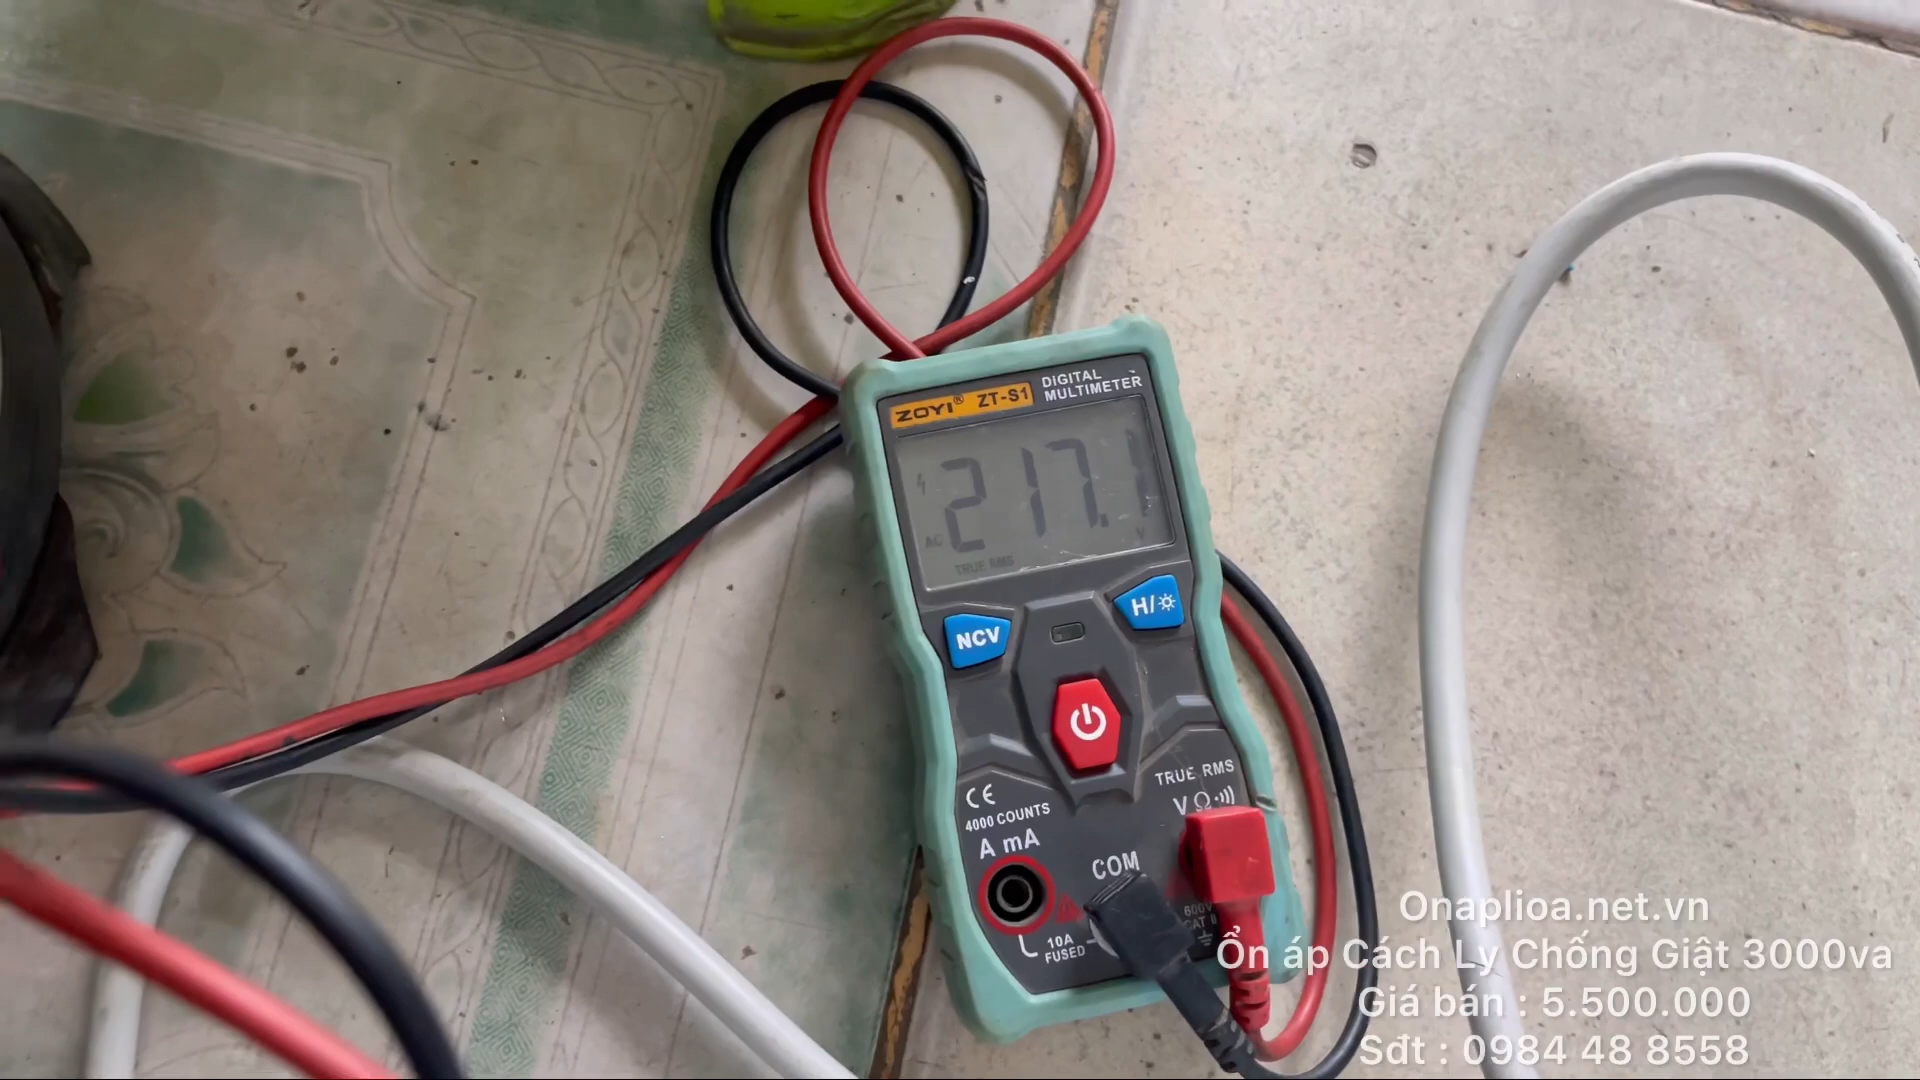 ZOYI® ZT-S1
DIGITAL
MULTIMETER
217.1
AC
V
TRUE RMS
NCV
H/
CE
4000 COUNTS
A mA
TRUE RMS
VΩ
COM
10A
FUSED
600V
CAT II
Onaplioa.net.vn
Ổn áp Cách Ly Chống Giật 3000va
Giá bán : 5.500.000
Sđt : 0984 48 8558